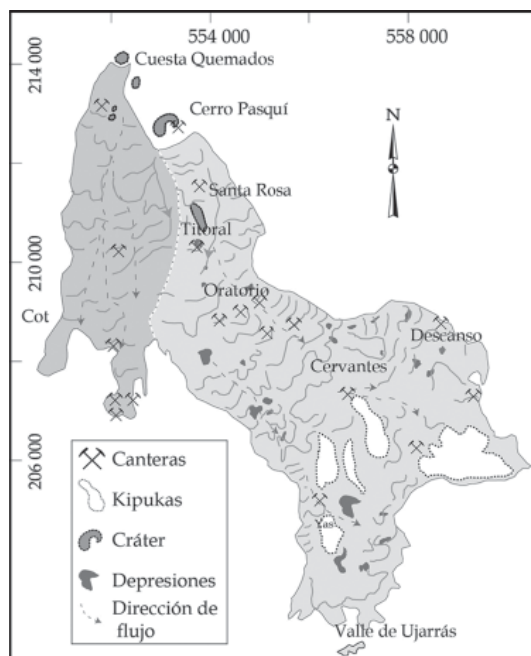 554 000
558 000
214 000
Cuesta Quemados
Cerro Pasquí
N
Santa Rosa
Titoral
210 000
Oratorio
Cot
Descanso
Cervantes
206 000
Canteras
Kipukas
Cráter
Depresiones
Dirección de
flujo
Yas
Valle de Ujarrás